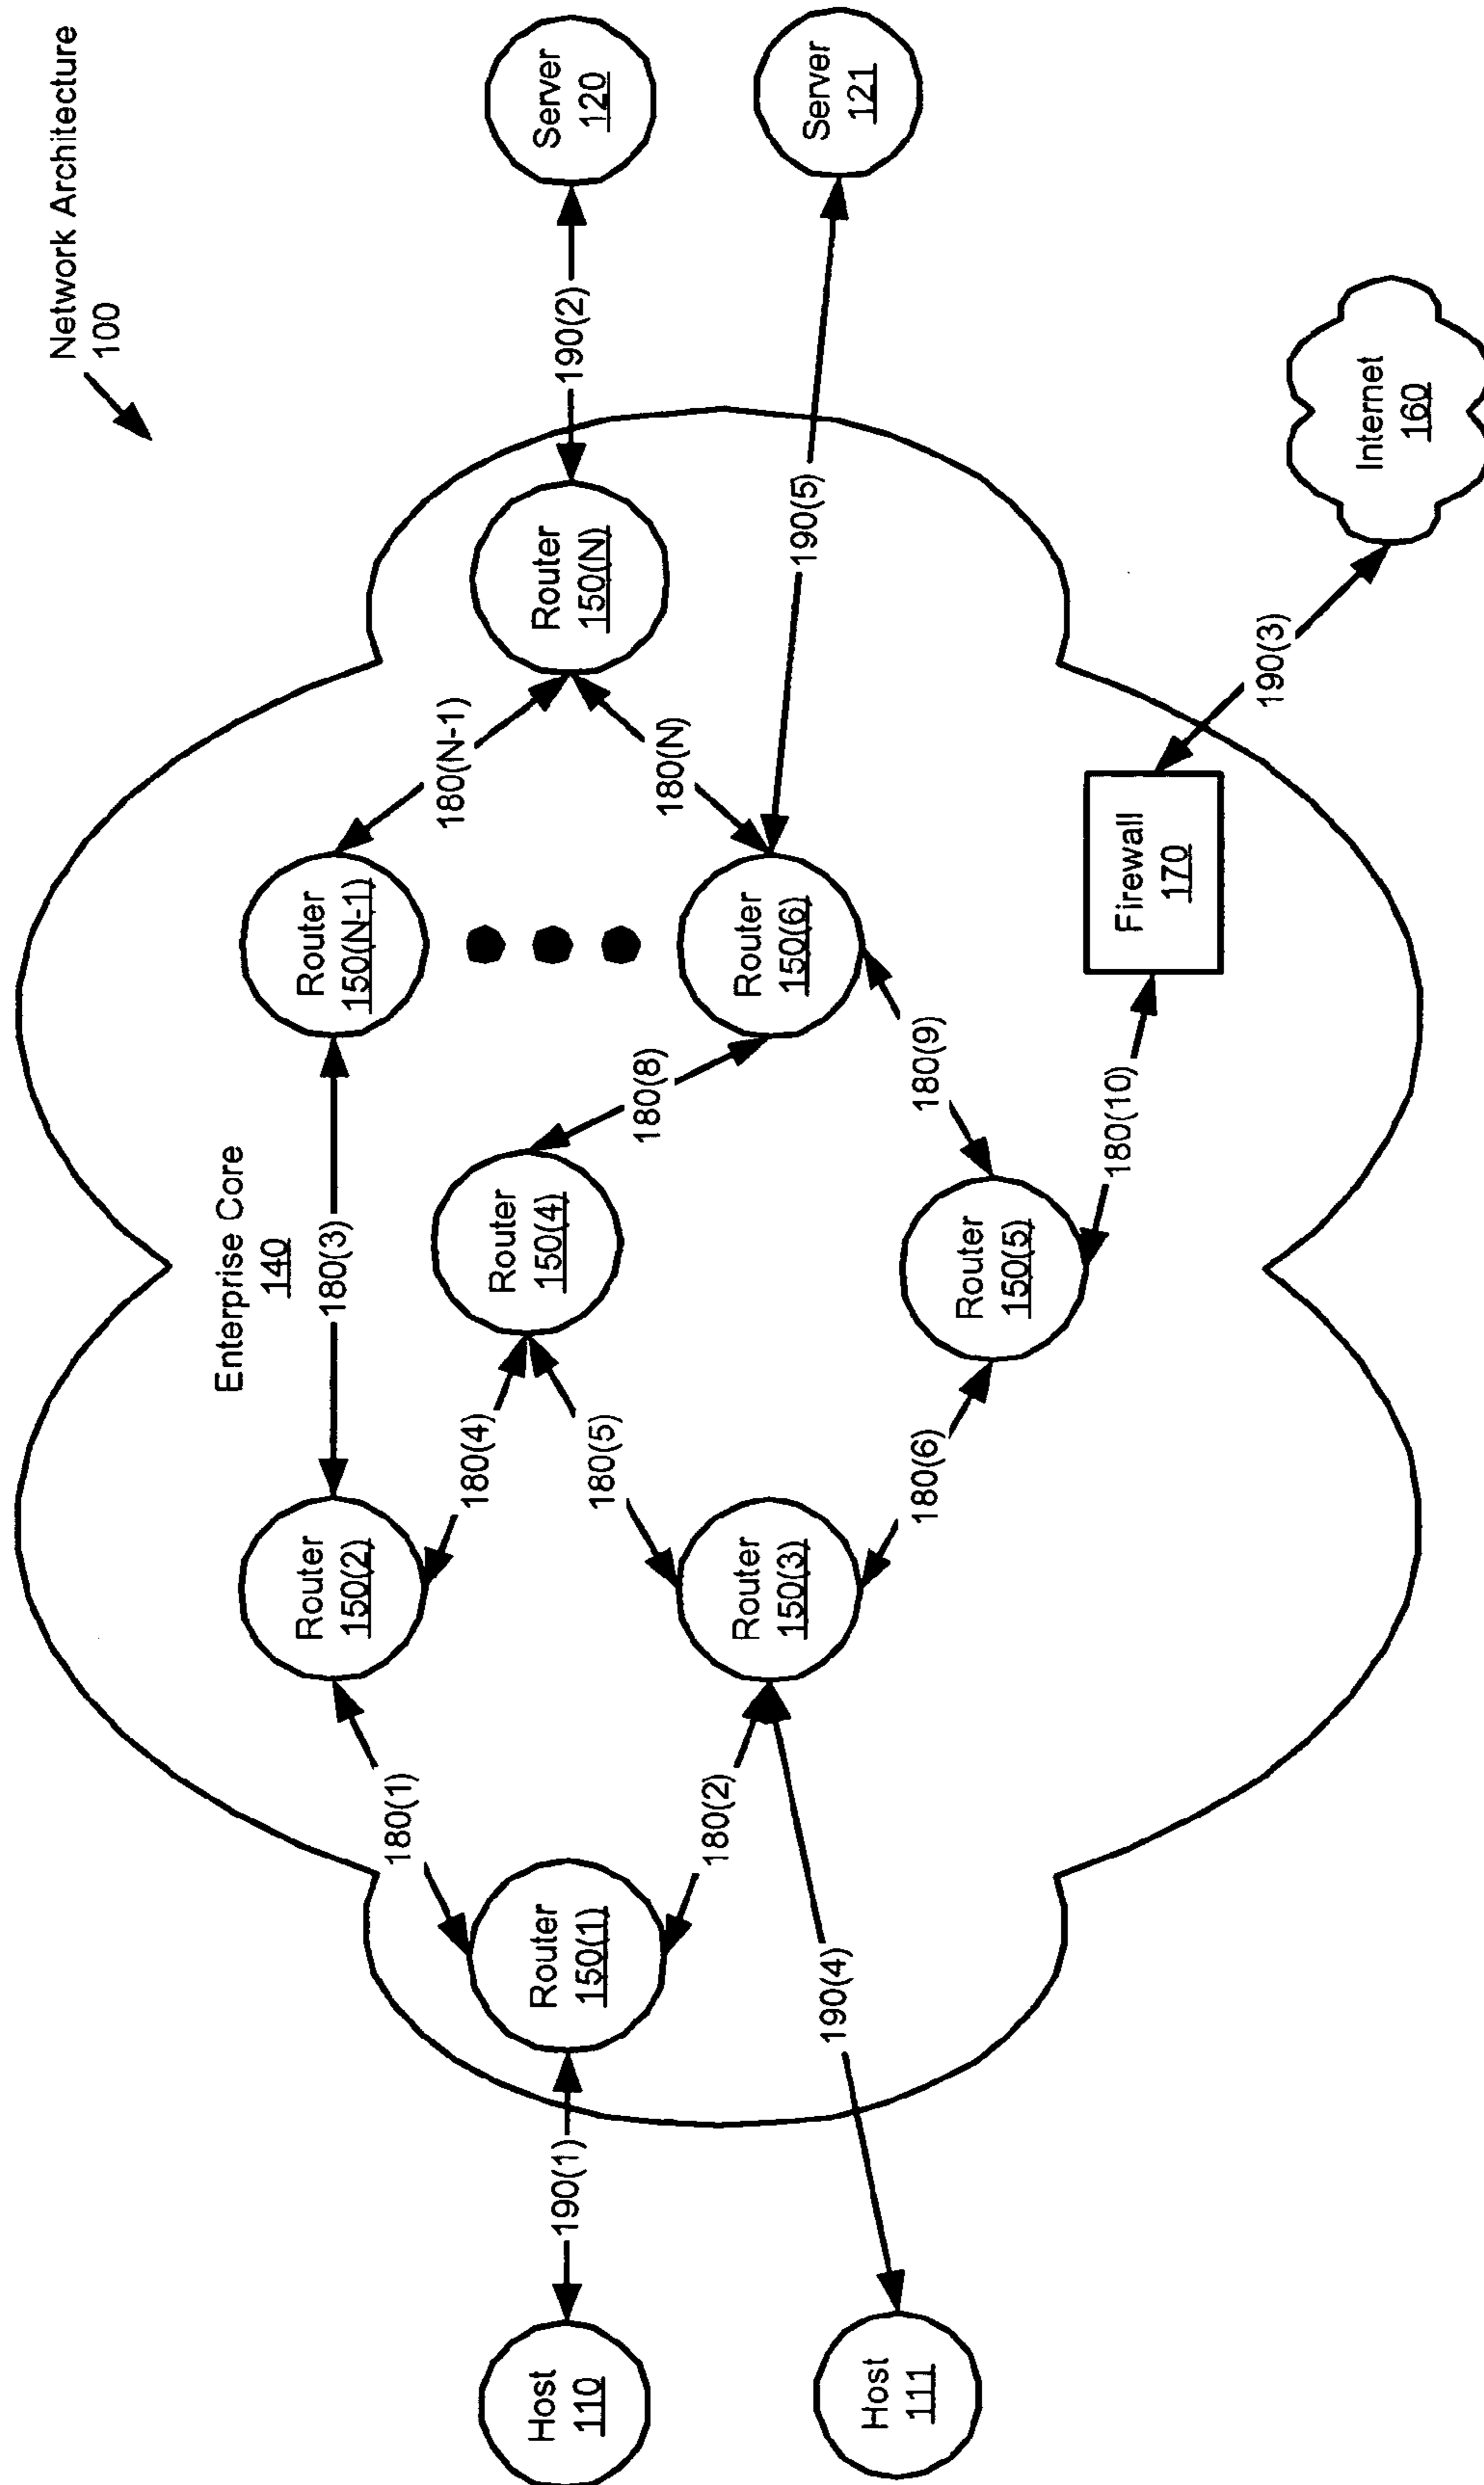 Network Architecture
100
Enterprise Core
140
Host
110
190(1)
Router
150(1)
180(1)
180(2)
Router
150(2)
180(3)
180(4)
Router
150(N-1)
180(N-1)
Router
150(N)
190(2)
Server
120
Router
150(4)
180(5)
180(8)
180(N)
Host
111
190(4)
Router
150(3)
180(6)
Router
150(6)
180(9)
190(5)
Server
121
Router
150(5)
180(10)
Firewall
170
190(3)
Internet
160